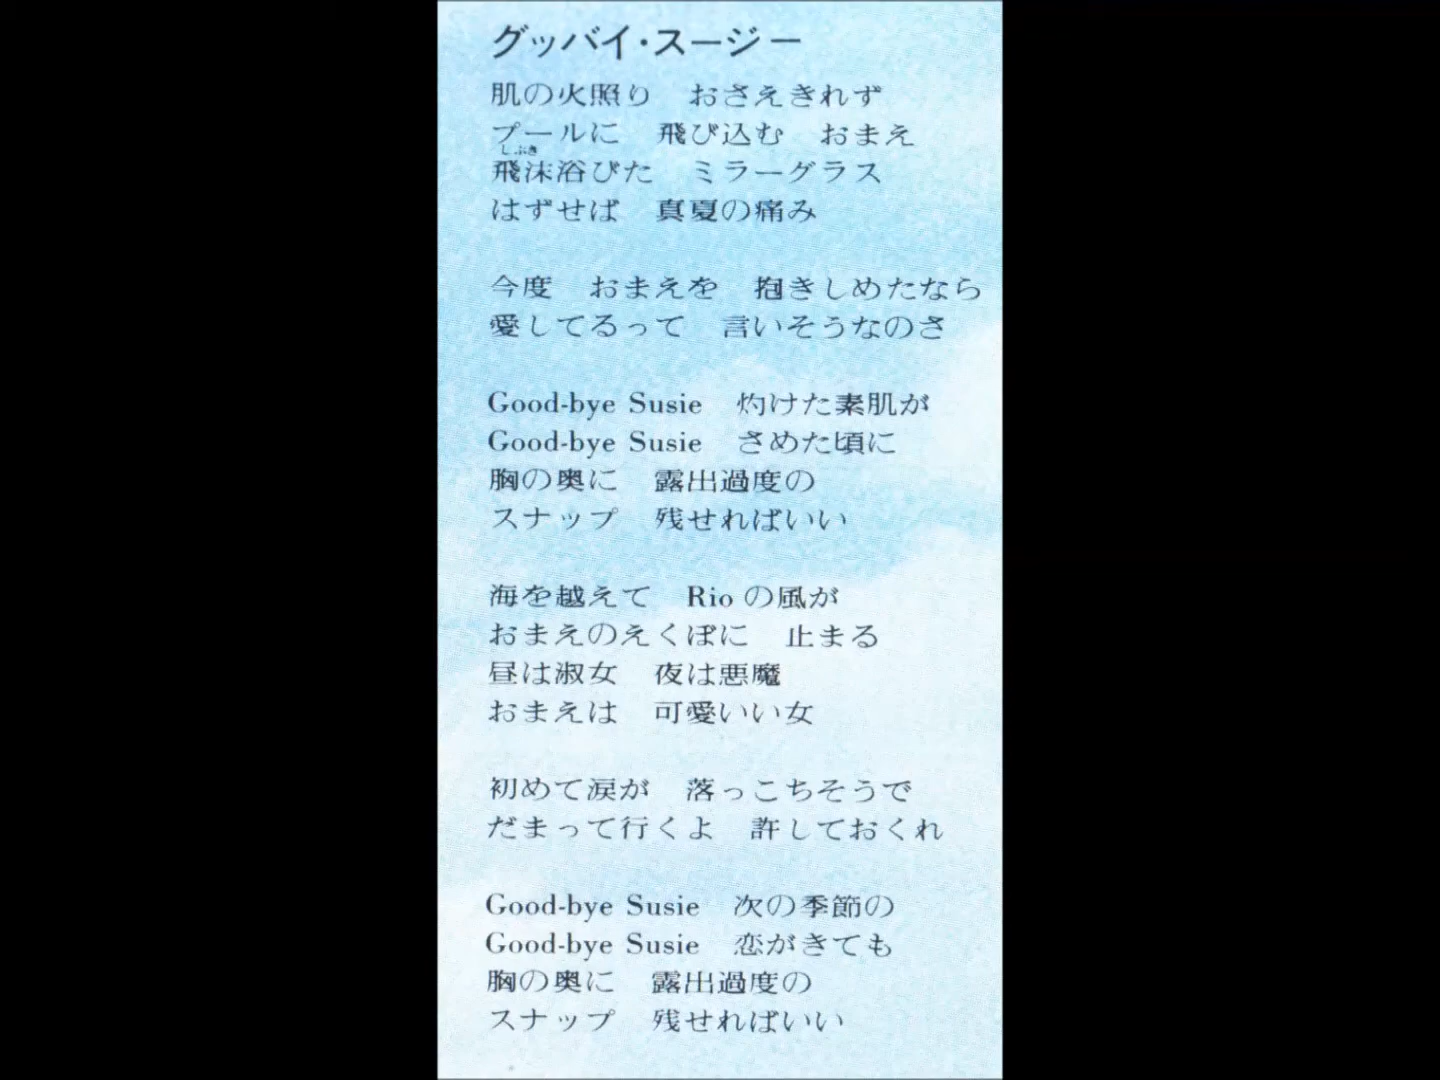 グッバイ・スージー
肌の火照り　おさえきれず
プールに　飛び込む　おまえ
しぶき
飛沫浴びた　ミラーグラス
はずせば　真夏の痛み
今度　おまえを　抱きしめたなら
愛してるって　言いそうなのさ
Good-bye Susie　灼けた素肌が
Good-bye Susie　さめた頃に
胸の奥に　露出過度の
スナップ　残せればいい
海を越えて　Rioの風が
おまえのえくぼに　止まる
昼は淑女　夜は悪魔
おまえは　可愛いい女
初めて涙が　落っこちそうで
だまって行くよ　許しておくれ
Good-bye Susie　次の季節の
Good-bye Susie　恋がきても
胸の奥に　露出過度の
スナップ　残せればいい